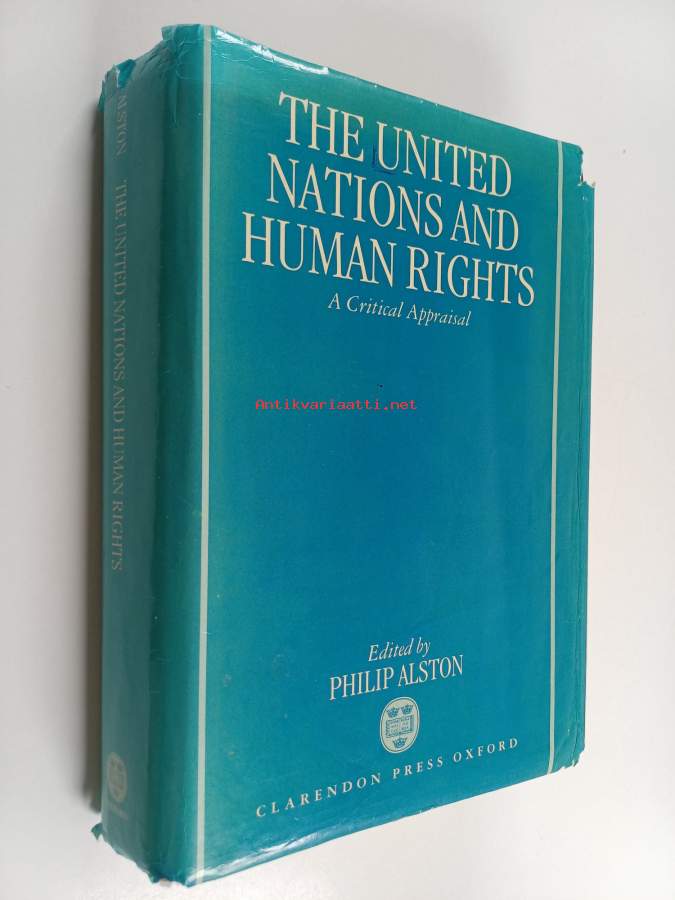 THE UNITED
NATIONS AND
HUMAN RIGHTS
A Critical Appraisal
Antikvariaatti.net
Edited by
PHILIP ALSTON
CLARENDON PRESS OXFORD
ALSTON THE UNITED NATIONS AND HUMAN RIGHTS